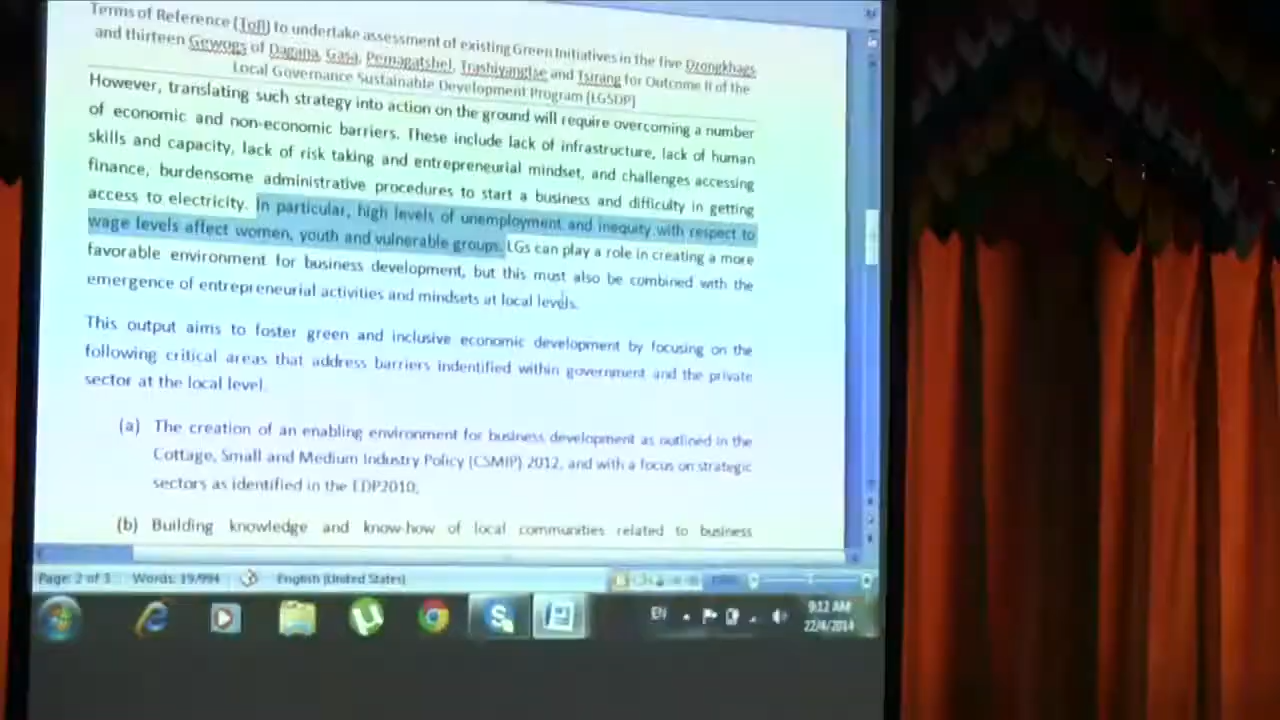 Terms of Reference (ToR) to undertake assessment of existing Green Initiatives in the five Dzongkhags
and thirteen Gewogs of Dagana, Gasa, Pemagatshel, Trashiyangtse and Tsirang for Outcome II of the
Local Governance Sustainable Development Program (LGSDP)
However, translating such strategy into action on the ground will require overcoming a number
of economic and non-economic barriers. These include lack of infrastructure, lack of human
skills and capacity, lack of risk taking and entrepreneurial mindset, and challenges accessing
finance, burdensome administrative procedures to start a business and difficulty in getting
access to electricity. In particular, high levels of unemployment and inequity with respect to
wage levels affect women, youth and vulnerable groups. LGs can play a role in creating a more
favorable environment for business development, but this must also be combined with the
emergence of entrepreneurial activities and mindsets at local levels.
This output aims to foster green and inclusive economic development by focusing on the
following critical areas that address barriers indentified within government and the private
sector at the local level.
(a) The creation of an enabling environment for business development as outlined in the
Cottage, Small and Medium Industry Policy (CSMIP) 2012, and with a focus on strategic
sectors as identified in the EDP2010,
(b) Building knowledge and know-how of local communities related to business
Page: 2 of 3 Words: 19/994 English (United States)
EN 9:12 AM
22/4/2014